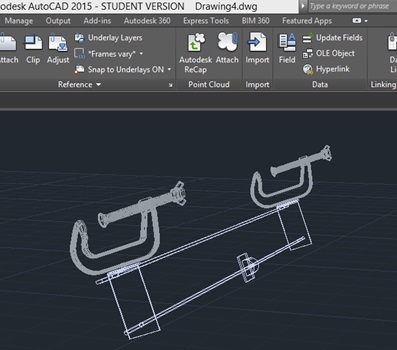 odesk AutoCAD 2015 - STUDENT VERSION Drawing4.dwg
Type a keyword or phrase
Manage Output Add-ins Autodesk 360 Express Tools BIM 360 Featured Apps
Underlay Layers
*Frames vary*
Snap to Underlays ON
ttach Clip Adjust
Reference
Autodesk ReCap
Attach
Point Cloud
Import
Import
Field
Update Fields
OLE Object
Hyperlink
Data
Da
Li
Linking